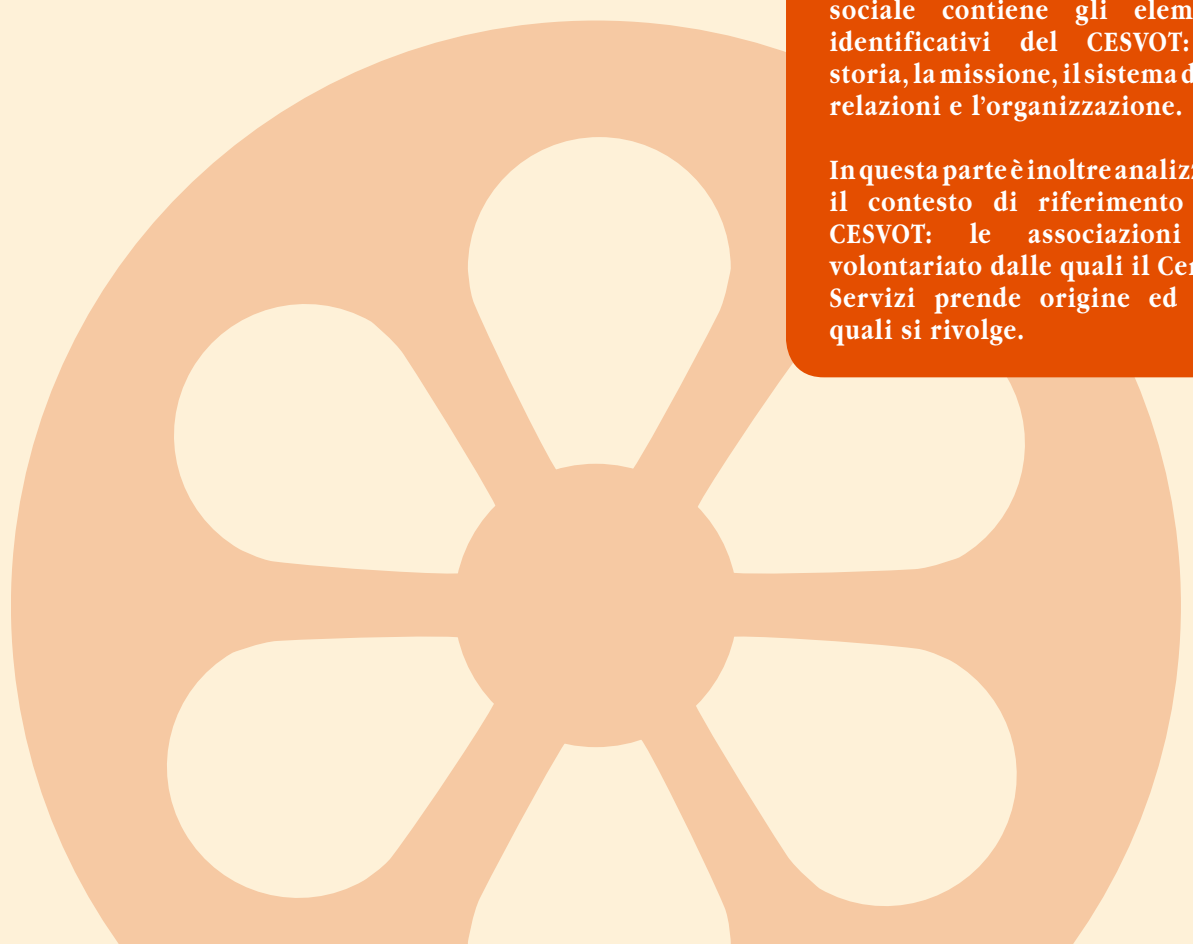 sociale contiene gli elem
identificativi del CESVOT:
storia, la missione, il sistema d
relazioni e l'organizzazione.
In questa parte è inoltre analizz
il contesto di riferimento
CESVOT: le associazioni
volontariato dalle quali il Cen
Servizi prende origine ed
quali si rivolge.